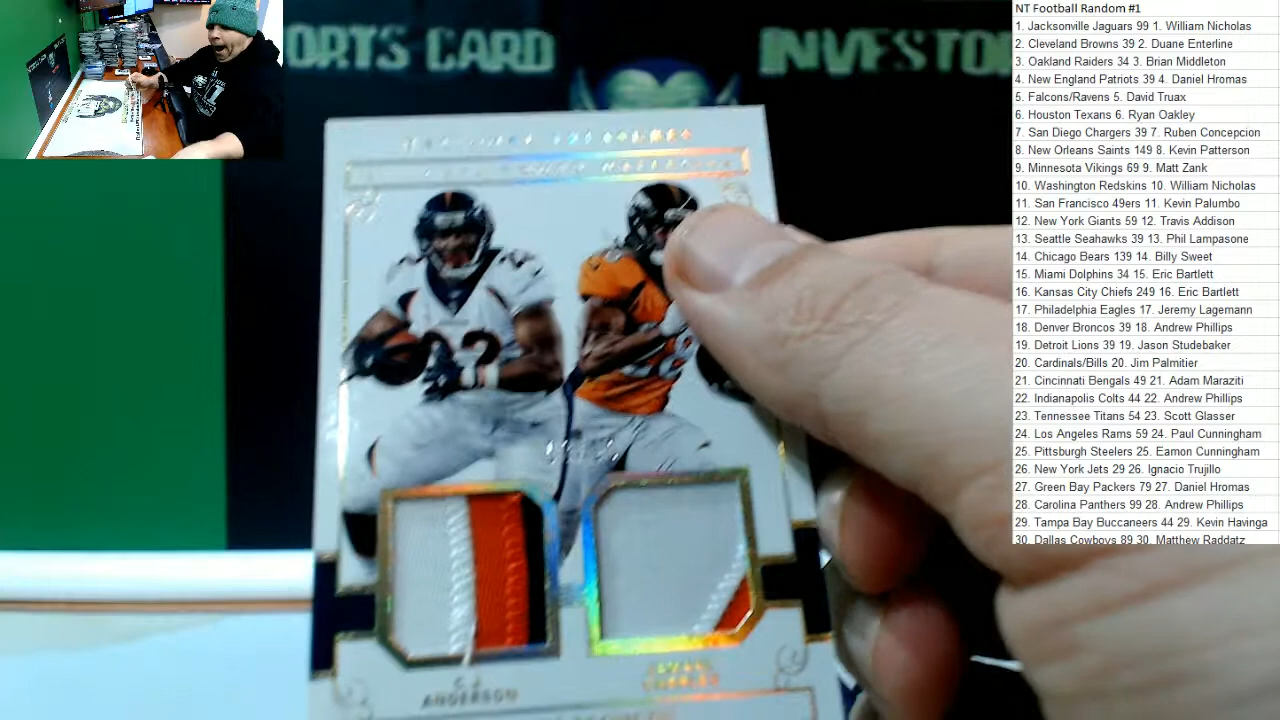 ORTS CARD INVESTO
NT Football Random #1
1. Jacksonville Jaguars 99 1. William Nicholas
2. Cleveland Browns 39 2. Duane Enterline
3. Oakland Raiders 34 3. Brian Middleton
4. New England Patriots 39 4. Daniel Hromas
5. Falcons/Ravens 5. David Truax
6. Houston Texans 6. Ryan Oakley
7. San Diego Chargers 39 7. Ruben Concepcion
8. New Orleans Saints 149 8. Kevin Patterson
9. Minnesota Vikings 69 9. Matt Zank
10. Washington Redskins 10. William Nicholas
11. San Francisco 49ers 11. Kevin Palumbo
12. New York Giants 59 12. Travis Addison
13. Seattle Seahawks 39 13. Phil Lampasone
14. Chicago Bears 139 14. Billy Sweet
15. Miami Dolphins 34 15. Eric Bartlett
16. Kansas City Chiefs 249 16. Eric Bartlett
17. Philadelphia Eagles 17. Jeremy Lagemann
18. Denver Broncos 39 18. Andrew Phillips
19. Detroit Lions 39 19. Jason Studebaker
20. Cardinals/Bills 20. Jim Palmitier
21. Cincinnati Bengals 49 21. Adam Maraziti
22. Indianapolis Colts 44 22. Andrew Phillips
23. Tennessee Titans 54 23. Scott Glasser
24. Los Angeles Rams 59 24. Paul Cunningham
25. Pittsburgh Steelers 25. Eamon Cunningham
26. New York Jets 29 26. Ignacio Trujillo
27. Green Bay Packers 79 27. Daniel Hromas
28. Carolina Panthers 99 28. Andrew Phillips
29. Tampa Bay Buccaneers 44 29. Kevin Havinga
30. Dallas Cowboys 89 30. Matthew Raddatz
C.J.
ANDERSON
JAMAAL
CHARLES